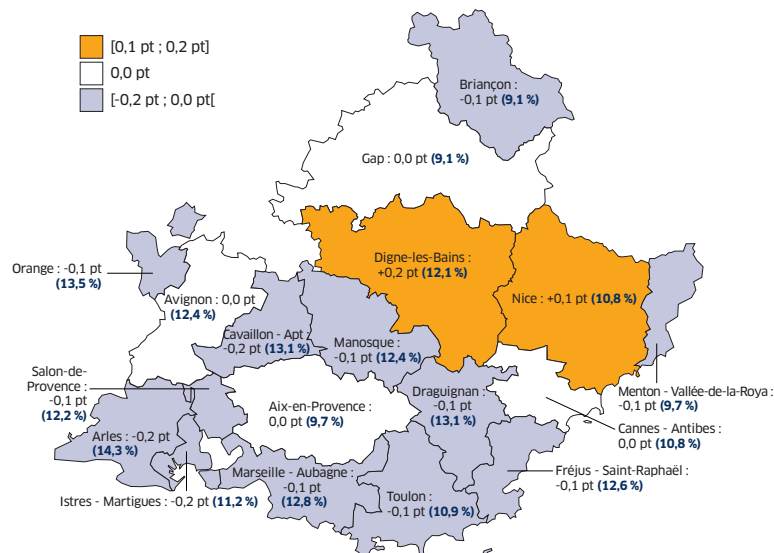 [0,1 pt ; 0,2 pt]
0,0 pt
[-0,2 pt ; 0,0 pt[
Briançon :
-0,1 pt (9,1 %)
Gap : 0,0 pt (9,1 %)
Digne-les-Bains :
+0,2 pt (12,1 %)
Nice : +0,1 pt (10,8 %)
Orange : -0,1 pt
(13,5 %)
Avignon : 0,0 pt
(12,4 %)
Cavaillon - Apt
-0,2 pt (13,1 %)
Manosque :
-0,1 pt (12,4 %)
Salon-de-
Provence :
-0,1 pt
(12,2 %)
Aix-en-Provence :
0,0 pt (9,7 %)
Draguignan :
-0,1 pt
(13,1 %)
Menton - Vallée-de-la-Roya :
-0,1 pt (9,7 %)
Cannes - Antibes :
0,0 pt (10,8 %)
Arles : -0,2 pt
(14,3 %)
Istres - Martigues : -0,2 pt (11,2 %)
Marseille - Aubagne :
-0,1 pt
(12,8 %)
Toulon :
-0,1 pt (10,9 %)
Fréjus - Saint-Raphaël :
-0,1 pt (12,6 %)